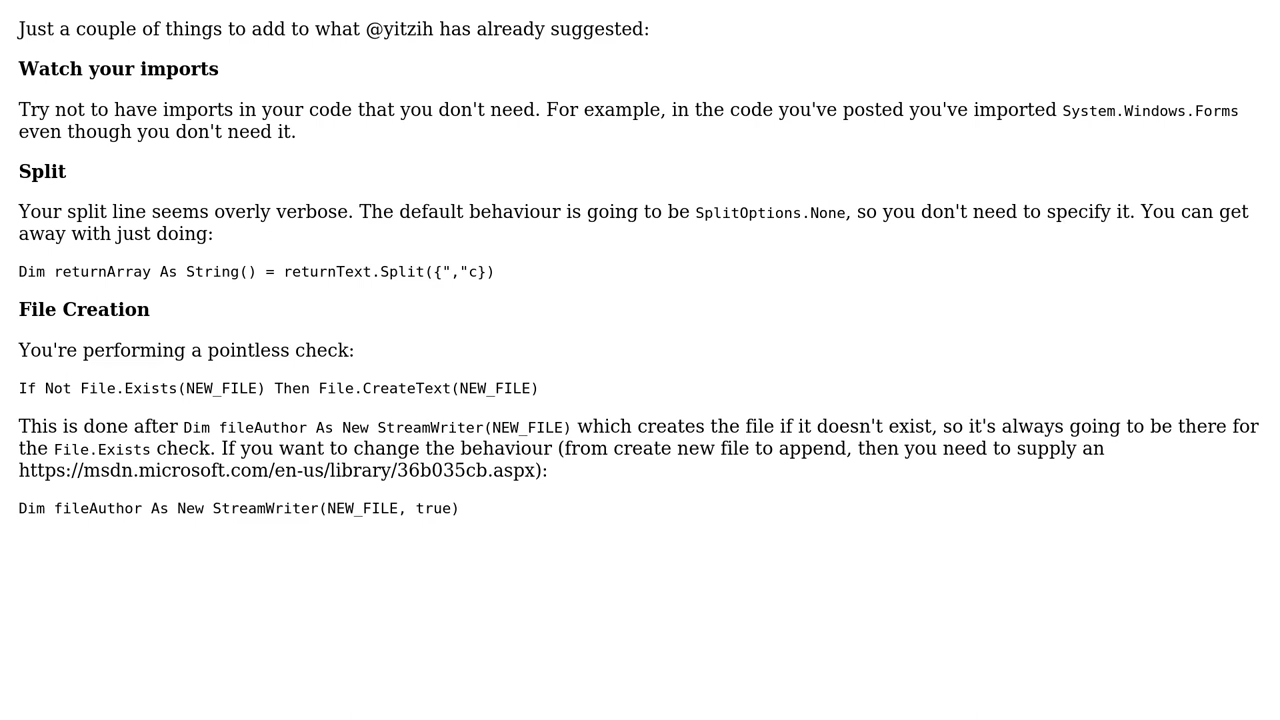 Just a couple of things to add to what @yitzih has already suggested:
Watch your imports
Try not to have imports in your code that you don't need. For example, in the code you've posted you've imported System.Windows.Forms
even though you don't need it.
Split
Your split line seems overly verbose. The default behaviour is going to be SplitOptions.None, so you don't need to specify it. You can get
away with just doing:
Dim returnArray As String() = returnText.Split({","c})
File Creation
You're performing a pointless check:
If Not File.Exists(NEW_FILE) Then File.CreateText(NEW_FILE)
This is done after Dim fileAuthor As New StreamWriter(NEW_FILE) which creates the file if it doesn't exist, so it's always going to be there for
the File.Exists check. If you want to change the behaviour (from create new file to append, then you need to supply an
https://msdn.microsoft.com/en-us/library/36b035cb.aspx):
Dim fileAuthor As New StreamWriter(NEW_FILE, true)